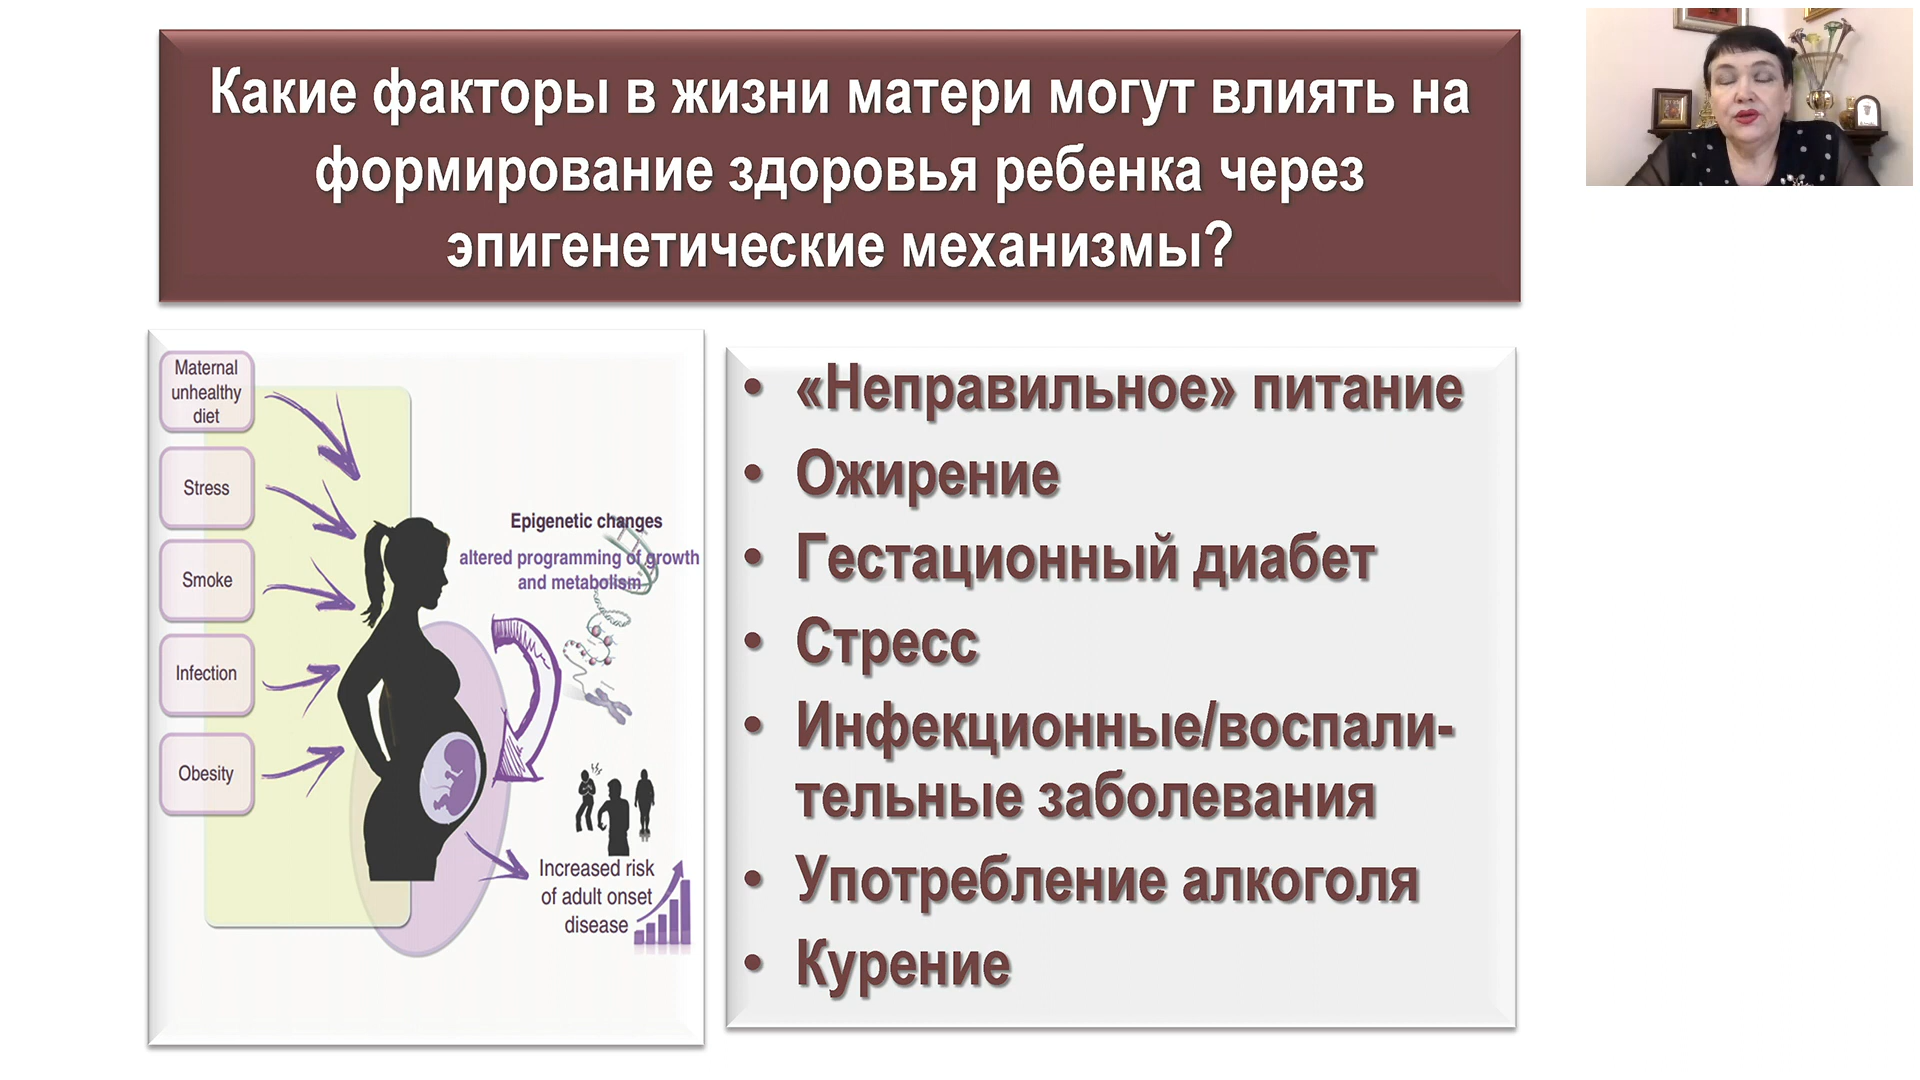 Какие факторы в жизни матери могут влиять на
формирование здоровья ребенка через
эпигенетические механизмы?
Maternal
unhealthy
diet
Stress
Smoke
Infection
Obesity
Epigenetic changes
altered programming of growth
and metabolism
Increased risk
of adult onset
disease
• «Неправильное» питание
• Ожирение
• Гестационный диабет
• Стресс
• Инфекционные/воспали-
тельные заболевания
• Употребление алкоголя
• Курение